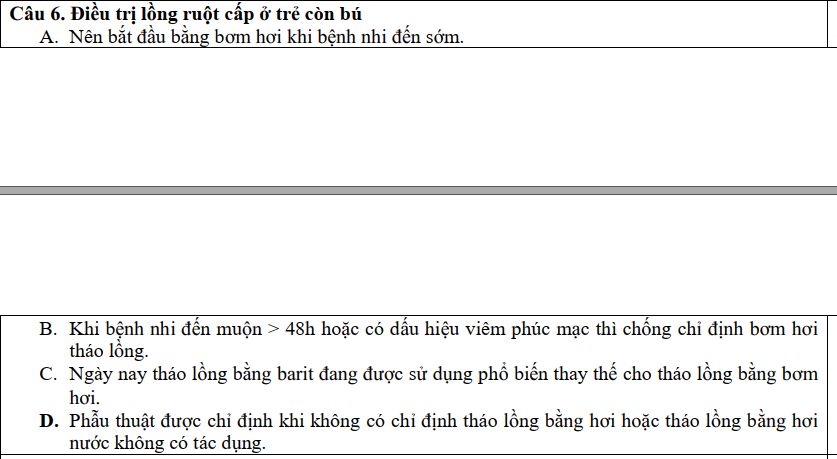 Câu 6. Điều trị lồng ruột cấp ở trẻ còn bú
A. Nên bắt đầu bằng bơm hơi khi bệnh nhi đến sớm.
B. Khi bệnh nhi đến muộn > 48h hoặc có dấu hiệu viêm phúc mạc thì chống chỉ định bơm hơi
tháo lồng.
C. Ngày nay tháo lồng bằng barit đang được sử dụng phổ biến thay thế cho tháo lồng bằng bơm
hơi.
D. Phẫu thuật được chỉ định khi không có chỉ định tháo lồng bằng hơi hoặc tháo lồng bằng hơi
nước không có tác dụng.